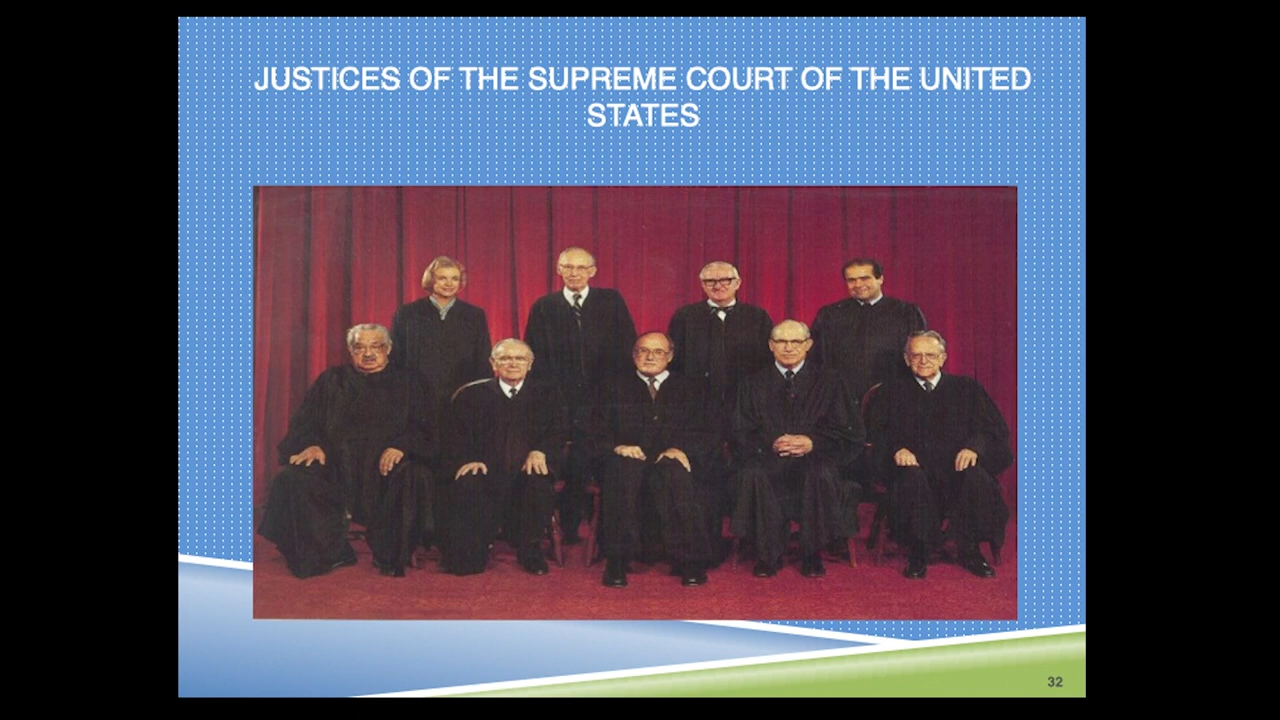 JUSTICES OF THE SUPREME COURT OF THE UNITED
STATES
32